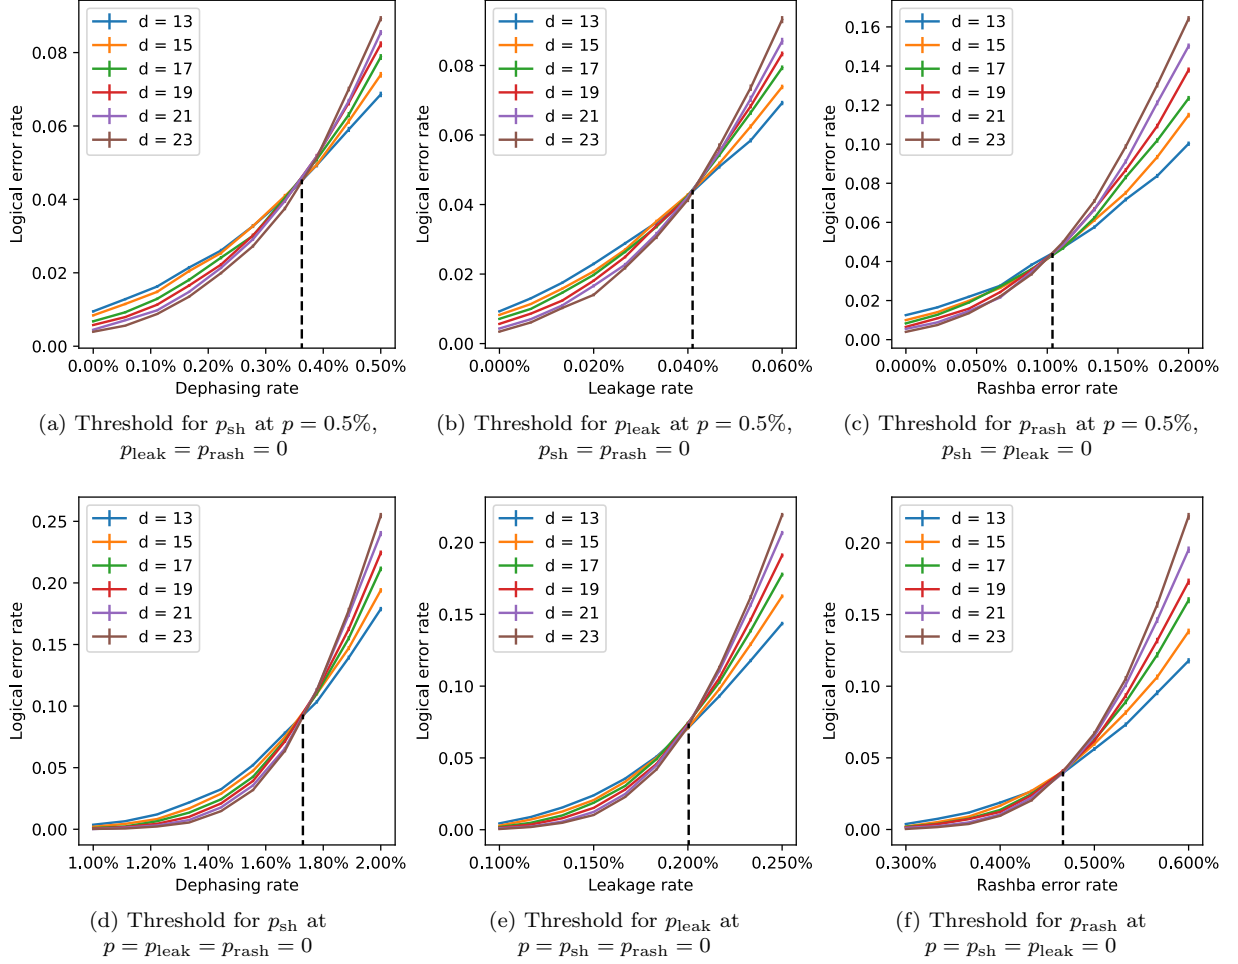 d = 13
d = 15
d = 17
d = 19
d = 21
d = 23
Logical error rate
0.00
0.02
0.04
0.06
0.08
0.00% 0.10% 0.20% 0.30% 0.40% 0.50%
Dephasing rate
(a) Threshold for p_sh at p = 0.5%,
p_leak = p_rash = 0
d = 13
d = 15
d = 17
d = 19
d = 21
d = 23
Logical error rate
0.00
0.02
0.04
0.06
0.08
0.000% 0.020% 0.040% 0.060%
Leakage rate
(b) Threshold for p_leak at p = 0.5%,
p_sh = p_rash = 0
d = 13
d = 15
d = 17
d = 19
d = 21
d = 23
Logical error rate
0.00
0.02
0.04
0.06
0.08
0.10
0.12
0.14
0.16
0.000% 0.050% 0.100% 0.150% 0.200%
Rashba error rate
(c) Threshold for p_rash at p = 0.5%,
p_sh = p_leak = 0
d = 13
d = 15
d = 17
d = 19
d = 21
d = 23
Logical error rate
0.00
0.05
0.10
0.15
0.20
0.25
1.00% 1.20% 1.40% 1.60% 1.80% 2.00%
Dephasing rate
(d) Threshold for p_sh at
p = p_leak = p_rash = 0
d = 13
d = 15
d = 17
d = 19
d = 21
d = 23
Logical error rate
0.00
0.05
0.10
0.15
0.20
0.100% 0.150% 0.200% 0.250%
Leakage rate
(e) Threshold for p_leak at
p = p_sh = p_rash = 0
d = 13
d = 15
d = 17
d = 19
d = 21
d = 23
Logical error rate
0.00
0.05
0.10
0.15
0.20
0.300% 0.400% 0.500% 0.600%
Rashba error rate
(f) Threshold for p_rash at
p = p_sh = p_leak = 0